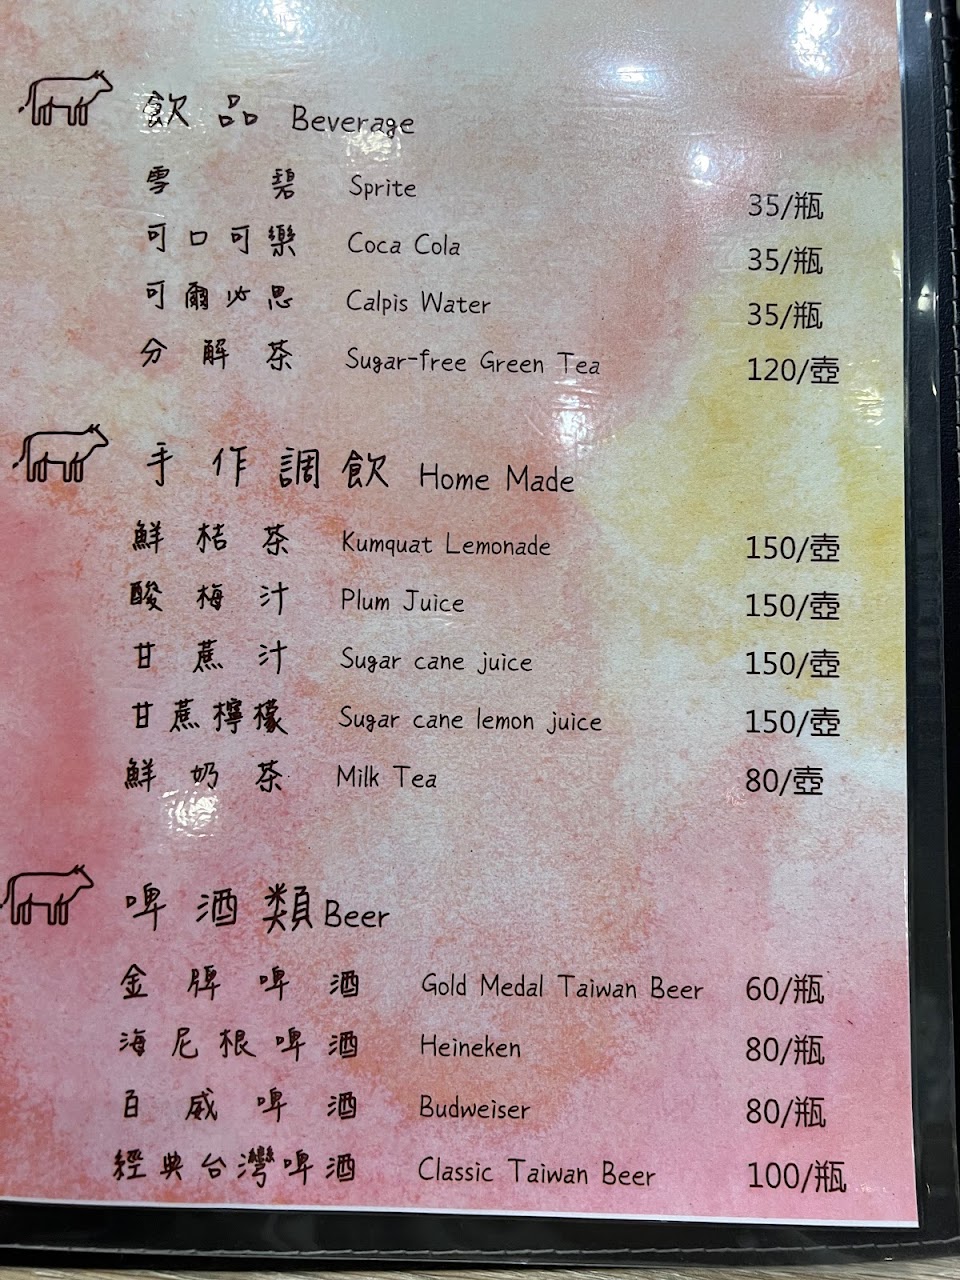 飲品 Beverage
雪碧 Sprite 35/瓶
可口可樂 Coca Cola 35/瓶
可爾必思 Calpis Water 35/瓶
分解茶 Sugar-free Green Tea 120/壺
手作調飲 Home Made
鮮桔茶 Kumquat Lemonade 150/壺
酸梅汁 Plum Juice 150/壺
甘蔗汁 Sugar cane juice 150/壺
甘蔗檸檬 Sugar cane lemon juice 150/壺
鮮奶茶 Milk Tea 80/壺
啤酒類 Beer
金牌啤酒 Gold Medal Taiwan Beer 60/瓶
海尼根啤酒 Heineken 80/瓶
百威啤酒 Budweiser 80/瓶
經典台灣啤酒 Classic Taiwan Beer 100/瓶